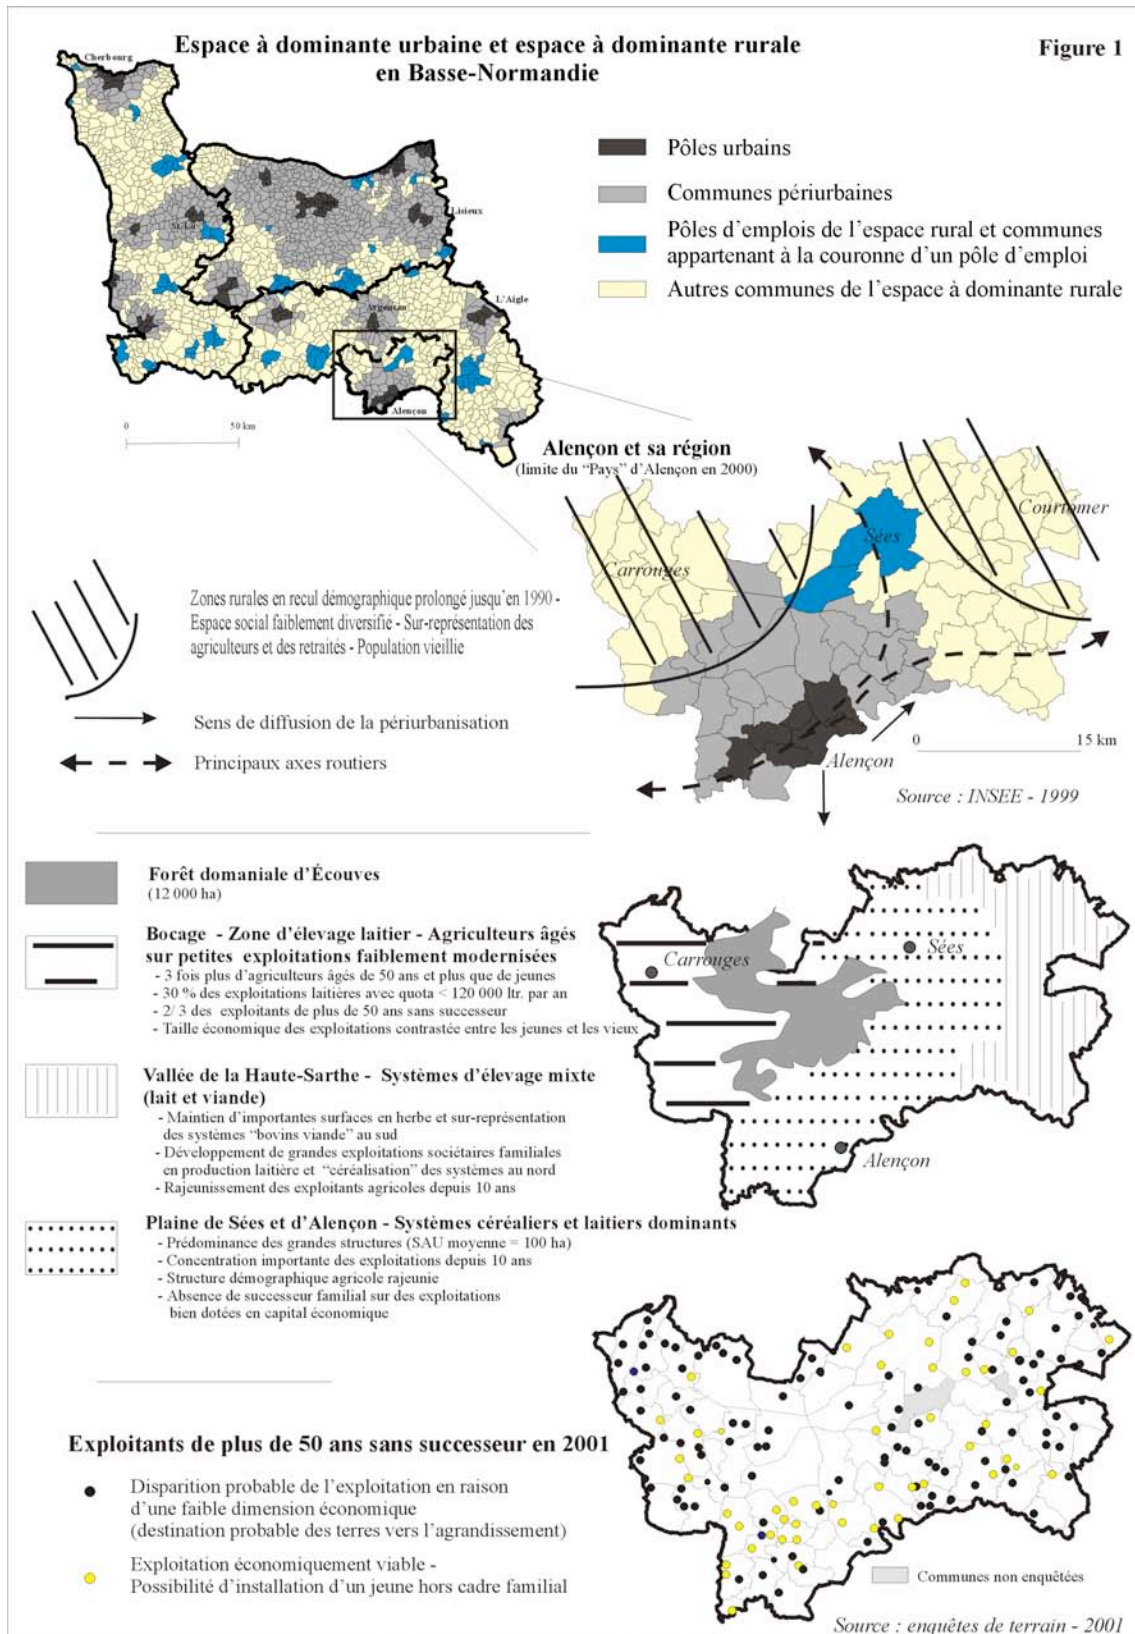 Espace à dominante urbaine et espace à dominante rurale
en Basse-Normandie
Figure 1
Cherbourg
St-Lô
Lisieux
Argentan
L'Aigle
Alençon
0 50 km
Pôles urbains
Communes périurbaines
Pôles d'emplois de l'espace rural et communes
appartenant à la couronne d'un pôle d'emploi
Autres communes de l'espace à dominante rurale
Alençon et sa région
(limite du "Pays" d'Alençon en 2000)
Courtomer
Sées
Carrouges
Alençon
0 15 km
Source : INSEE - 1999
Zones rurales en recul démographique prolongé jusqu'en 1990 -
Espace social faiblement diversifié - Sur-représentation des
agriculteurs et des retraités - Population vieillie
Sens de diffusion de la périurbanisation
Principaux axes routiers
Forêt domaniale d'Écouves
(12 000 ha)
Bocage - Zone d'élevage laitier - Agriculteurs âgés
sur petites exploitations faiblement modernisées
- 3 fois plus d'agriculteurs âgés de 50 ans et plus que de jeunes
- 30 % des exploitations laitières avec quota < 120 000 ltr. par an
- 2/ 3 des exploitants de plus de 50 ans sans successeur
- Taille économique des exploitations contrastée entre les jeunes et les vieux
Vallée de la Haute-Sarthe - Systèmes d'élevage mixte
(lait et viande)
- Maintien d'importantes surfaces en herbe et sur-représentation
des systèmes "bovins viande" au sud
- Développement de grandes exploitations sociétaires familiales
en production laitière et "céréalisation" des systèmes au nord
- Rajeunissement des exploitants agricoles depuis 10 ans
Plaine de Sées et d'Alençon - Systèmes céréaliers et laitiers dominants
- Prédominance des grandes structures (SAU moyenne = 100 ha)
- Concentration importante des exploitations depuis 10 ans
- Structure démographique agricole rajeunie
- Absence de successeur familial sur des exploitations
bien dotées en capital économique
Carrouges
Sées
Alençon
Exploitants de plus de 50 ans sans successeur en 2001
Disparition probable de l'exploitation en raison
d'une faible dimension économique
(destination probable des terres vers l'agrandissement)
Exploitation économiquement viable -
Possibilité d'installation d'un jeune hors cadre familial
Communes non enquêtées
Source : enquêtes de terrain - 2001